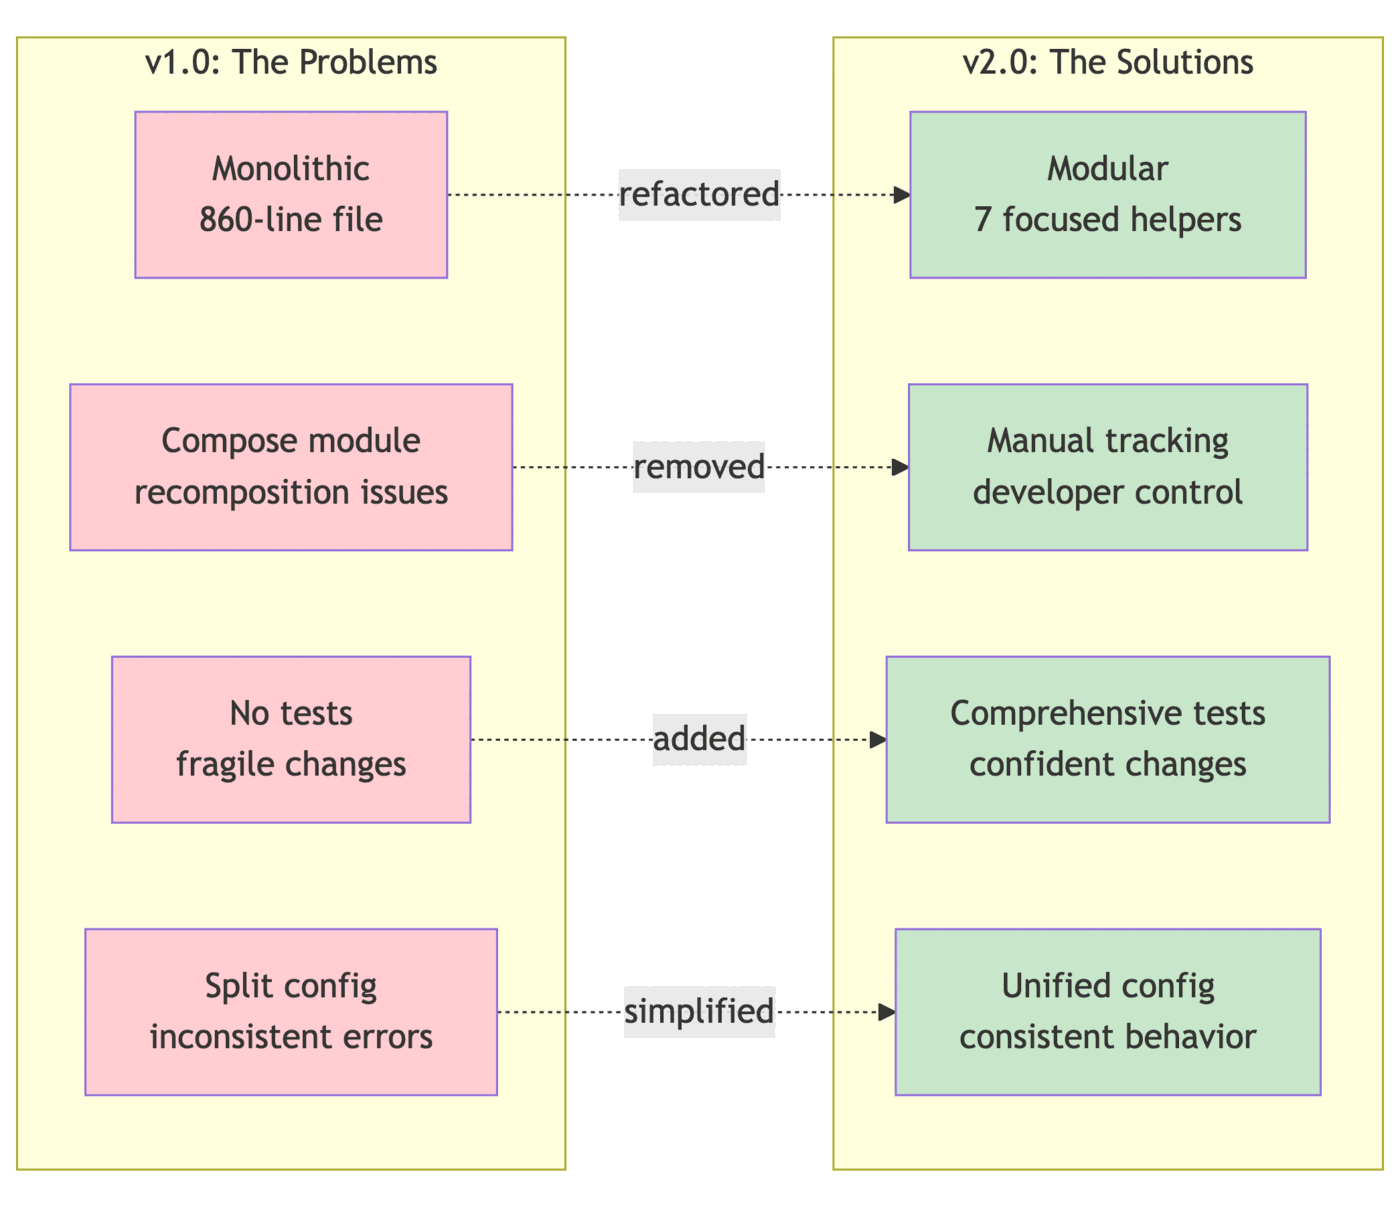 v1.0: The Problems
Monolithic
860-line file
Compose module
recomposition issues
No tests
fragile changes
Split config
inconsistent errors
refactored
removed
added
simplified
v2.0: The Solutions
Modular
7 focused helpers
Manual tracking
developer control
Comprehensive tests
confident changes
Unified config
consistent behavior